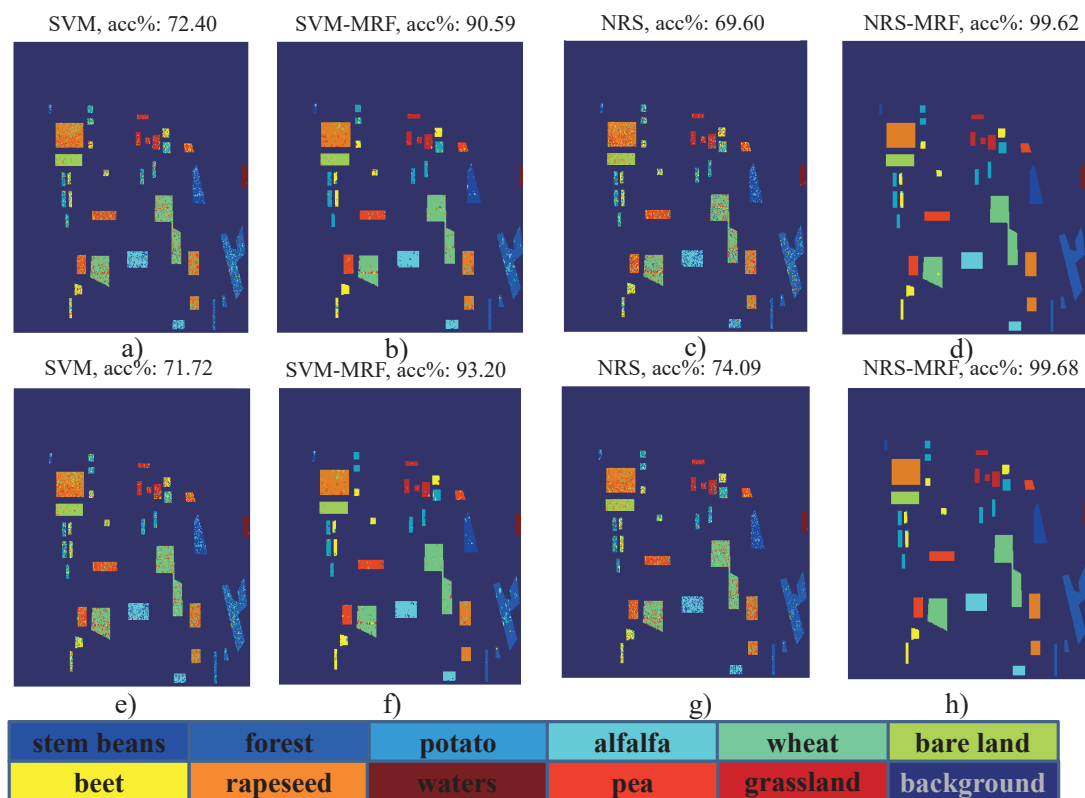 SVM, acc%: 72.40 SVM-MRF, acc%: 90.59 NRS, acc%: 69.60 NRS-MRF, acc%: 99.62
a) b) c) d)
SVM, acc%: 71.72 SVM-MRF, acc%: 93.20 NRS, acc%: 74.09 NRS-MRF, acc%: 99.68
e) f) g) h)
stem beans forest potato alfalfa wheat bare land
beet rapeseed waters pea grassland background